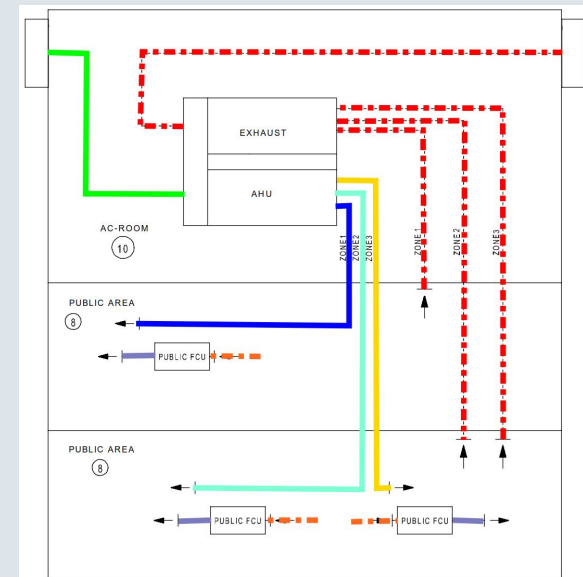 EXHAUST
AHU
AC-ROOM
10
ZONE1
ZONE2
ZONE3
ZONE1
ZONE2
ZONE3
PUBLIC AREA
8
PUBLIC FCU
PUBLIC AREA
8
PUBLIC FCU
PUBLIC FCU